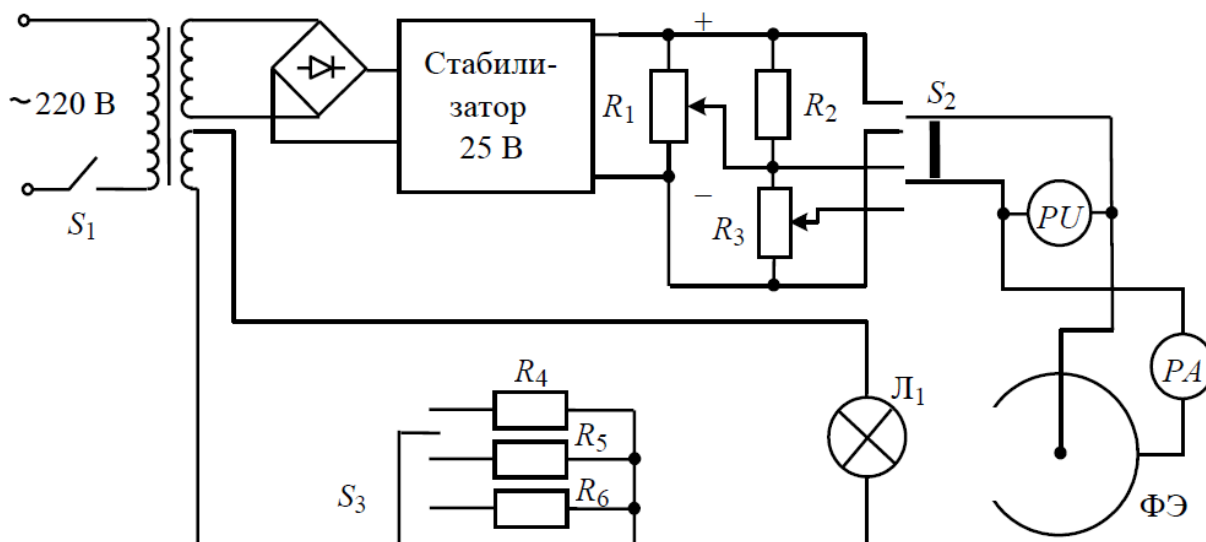 +
Стабили-
затор
25 В
~220 В
R1
R2
S2
−
S1
R3
PU
R4
Л1
PA
R5
R6
S3
ФЭ